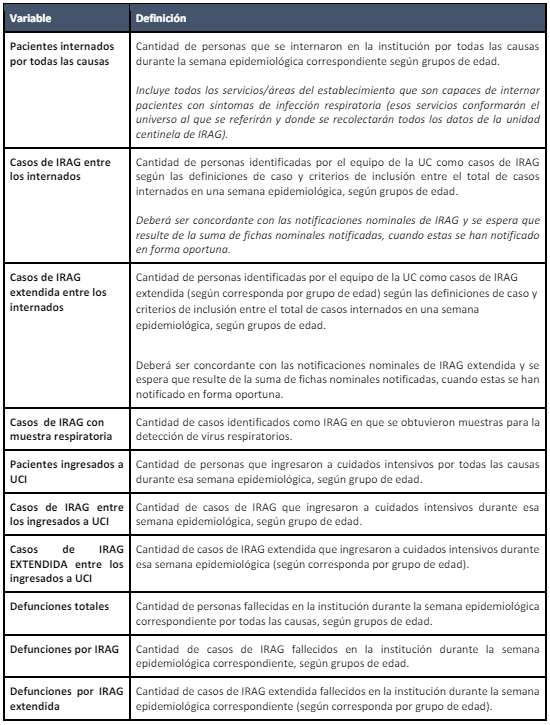 Variable
Definición
Pacientes internados
por todas las causas
Cantidad de personas que se internaron en la institución por todas las causas
durante la semana epidemiológica correspondiente según grupos de edad.
Incluye todos los servicios/áreas del establecimiento que son capaces de internar
pacientes con síntomas de infección respiratoria (esos servicios conformarán el
universo al que se referirán y donde se recolectarán todos los datos de la unidad
centinela de IRAG).
Casos de IRAG entre
los internados
Cantidad de personas identificadas por el equipo de la UC como casos de IRAG
según las definiciones de caso y criterios de inclusión entre el total de casos
internados en una semana epidemiológica, según grupos de edad.
Deberá ser concordante con las notificaciones nominales de IRAG y se espera que
resulte de la suma de fichas nominales notificadas, cuando estas se han notificado
en forma oportuna.
Casos de IRAG
extendida entre los
internados
Cantidad de personas identificadas por el equipo de la UC como casos de IRAG
extendida (según corresponda por grupo de edad) según las definiciones de caso y
criterios de inclusión entre el total de casos internados en una semana
epidemiológica, según grupos de edad.
Deberá ser concordante con las notificaciones nominales de IRAG extendida y se
espera que resulte de la suma de fichas nominales notificadas, cuando estas se han
notificado en forma oportuna.
Casos de IRAG con
muestra respiratoria
Cantidad de casos identificados como IRAG en que se obtuvieron muestras para la
detección de virus respiratorios.
Pacientes ingresados a
UCI
Cantidad de personas que ingresaron a cuidados intensivos por todas las causas
durante esa semana epidemiológica, según grupo de edad.
Casos de IRAG entre
los ingresados a UCI
Cantidad de casos de IRAG que ingresaron a cuidados intensivos durante esa
semana epidemiológica, según grupo de edad.
Casos de IRAG
EXTENDIDA entre los
ingresados a UCI
Cantidad de casos de IRAG extendida que ingresaron a cuidados intensivos durante
esa semana epidemiológica (según corresponda por grupo de edad).
Defunciones totales
Cantidad de personas fallecidas en la institución durante la semana epidemiológica
correspondiente por todas las causas, según grupos de edad.
Defunciones por IRAG
Cantidad de casos de IRAG fallecidos en la institución durante la semana
epidemiológica correspondiente, según grupos de edad.
Defunciones por IRAG
extendida
Cantidad de casos de IRAG extendida fallecidos en la institución durante la semana
epidemiológica correspondiente (según corresponda por grupo de edad).